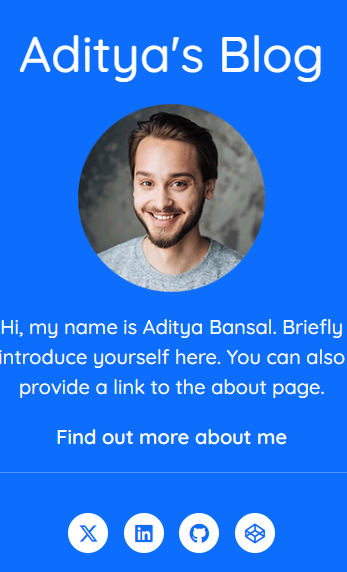 Aditya's Blog
Hi, my name is Aditya Bansal. Briefly
introduce yourself here. You can also
provide a link to the about page.
Find out more about me